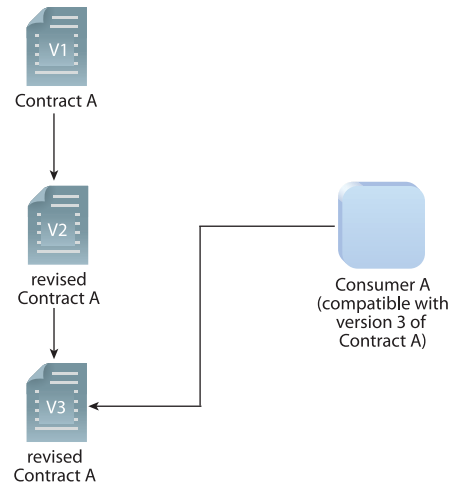 V1
Contract A
V2
revised
Contract A
Consumer A
(compatible with
version 3 of
Contract A)
V3
revised
Contract A